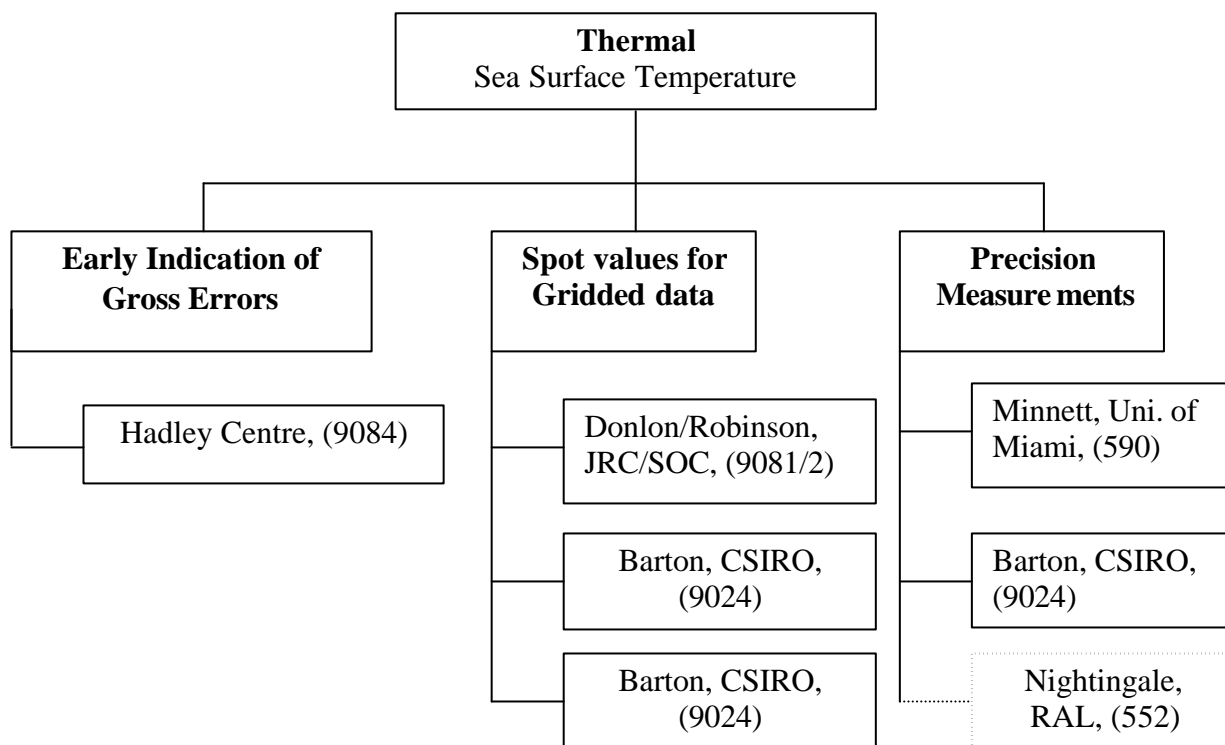 Thermal
Sea Surface Temperature
Early Indication of
Gross Errors
Spot values for
Gridded data
Precision
Measure ments
Hadley Centre, (9084)
Donlon/Robinson,
JRC/SOC, (9081/2)
Minnett, Uni. of
Miami, (590)
Barton, CSIRO,
(9024)
Barton, CSIRO,
(9024)
Barton, CSIRO,
(9024)
Nightingale,
RAL, (552)